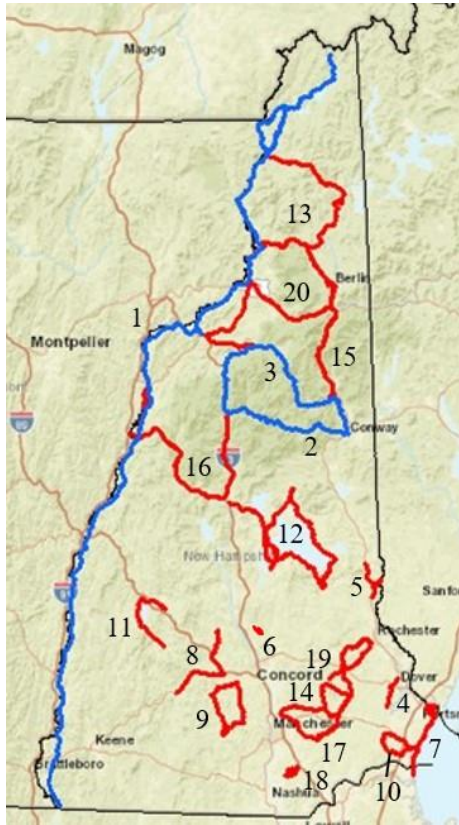 Magog
13
Berlin
20
1
Montpelier
3
15
Conway
2
16
12
New Hampshire
5
Sanford
11
6
Rochester
8
19
Concord
Dover
14
4
9
Manchester
Keene
17
7
Brattleboro
18
10
Nashua